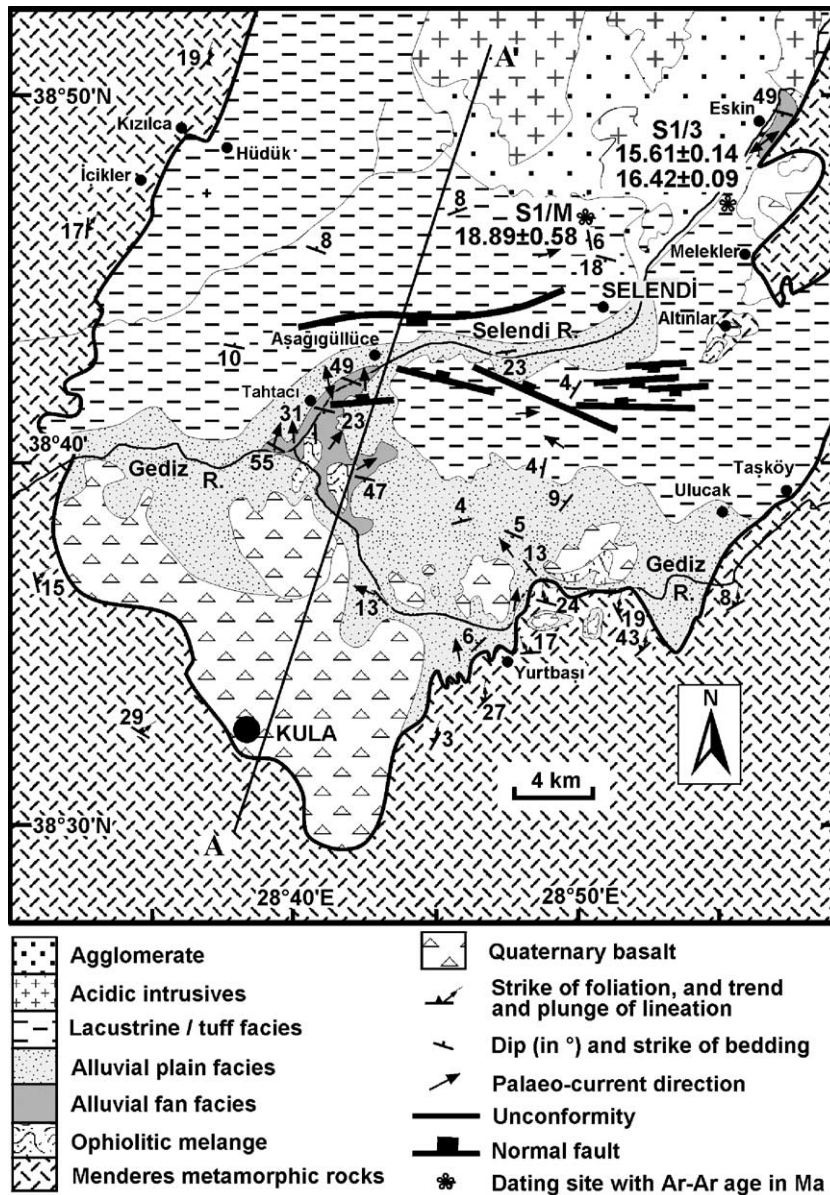 A'
19
38°50'N
Kızılca
Hüdük
İcikler
Eskin
49
S1/3
15.61±0.14
16.42±0.09
17
8
8
S1/M
18.89±0.58
6
18
Melekler
SELENDİ
Altınlar
Selendi R.
10
Aşağıgüllüce
49
23
4
Tahtacı
31
23
38°40'
Gediz
R.
55
47
4
4
9
5
Taşköy
Ulucak
13
13
Gediz
R.
8
15
24
19
43
6
17
Yurtbaşı
27
3
29
KULA
N
4 km
38°30'N
A
28°40'E
28°50'E
Agglomerate
Acidic intrusives
Lacustrine / tuff facies
Alluvial plain facies
Alluvial fan facies
Ophiolitic melange
Menderes metamorphic rocks
Quaternary basalt
Strike of foliation, and trend
and plunge of lineation
Dip (in °) and strike of bedding
Palaeo-current direction
Unconformity
Normal fault
Dating site with Ar-Ar age in Ma